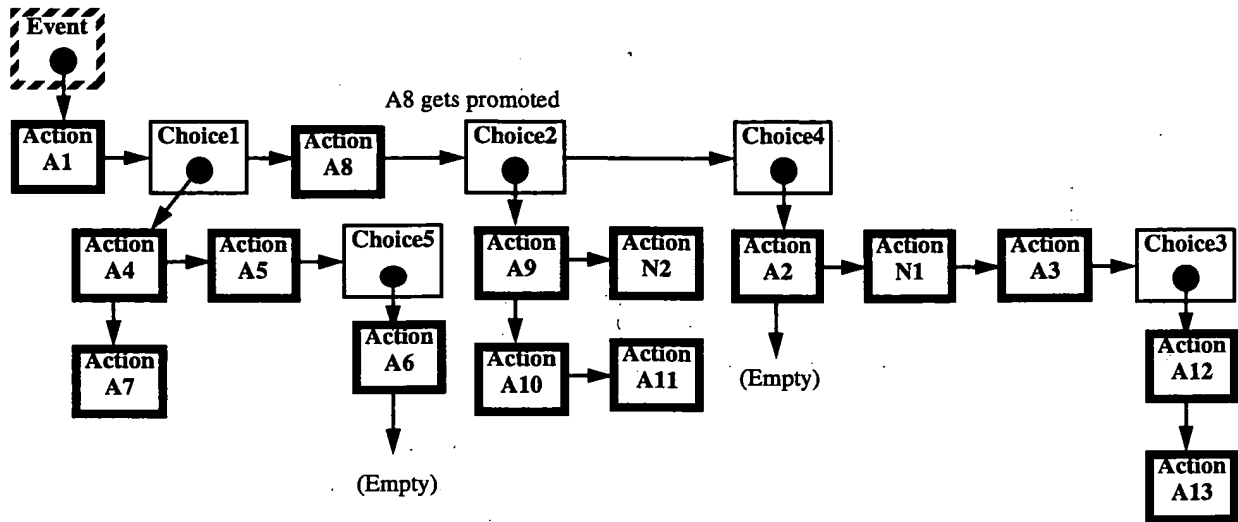 Event
A8 gets promoted
Action
A1
Choice1
Action
A8
Choice2
Choice4
Action
A4
Action
A5
Choice5
Action
A9
Action
N2
Action
A2
Action
N1
Action
A3
Choice3
Action
A7
Action
A6
Action
A10
Action
A11
(Empty)
Action
A12
(Empty)
Action
A13